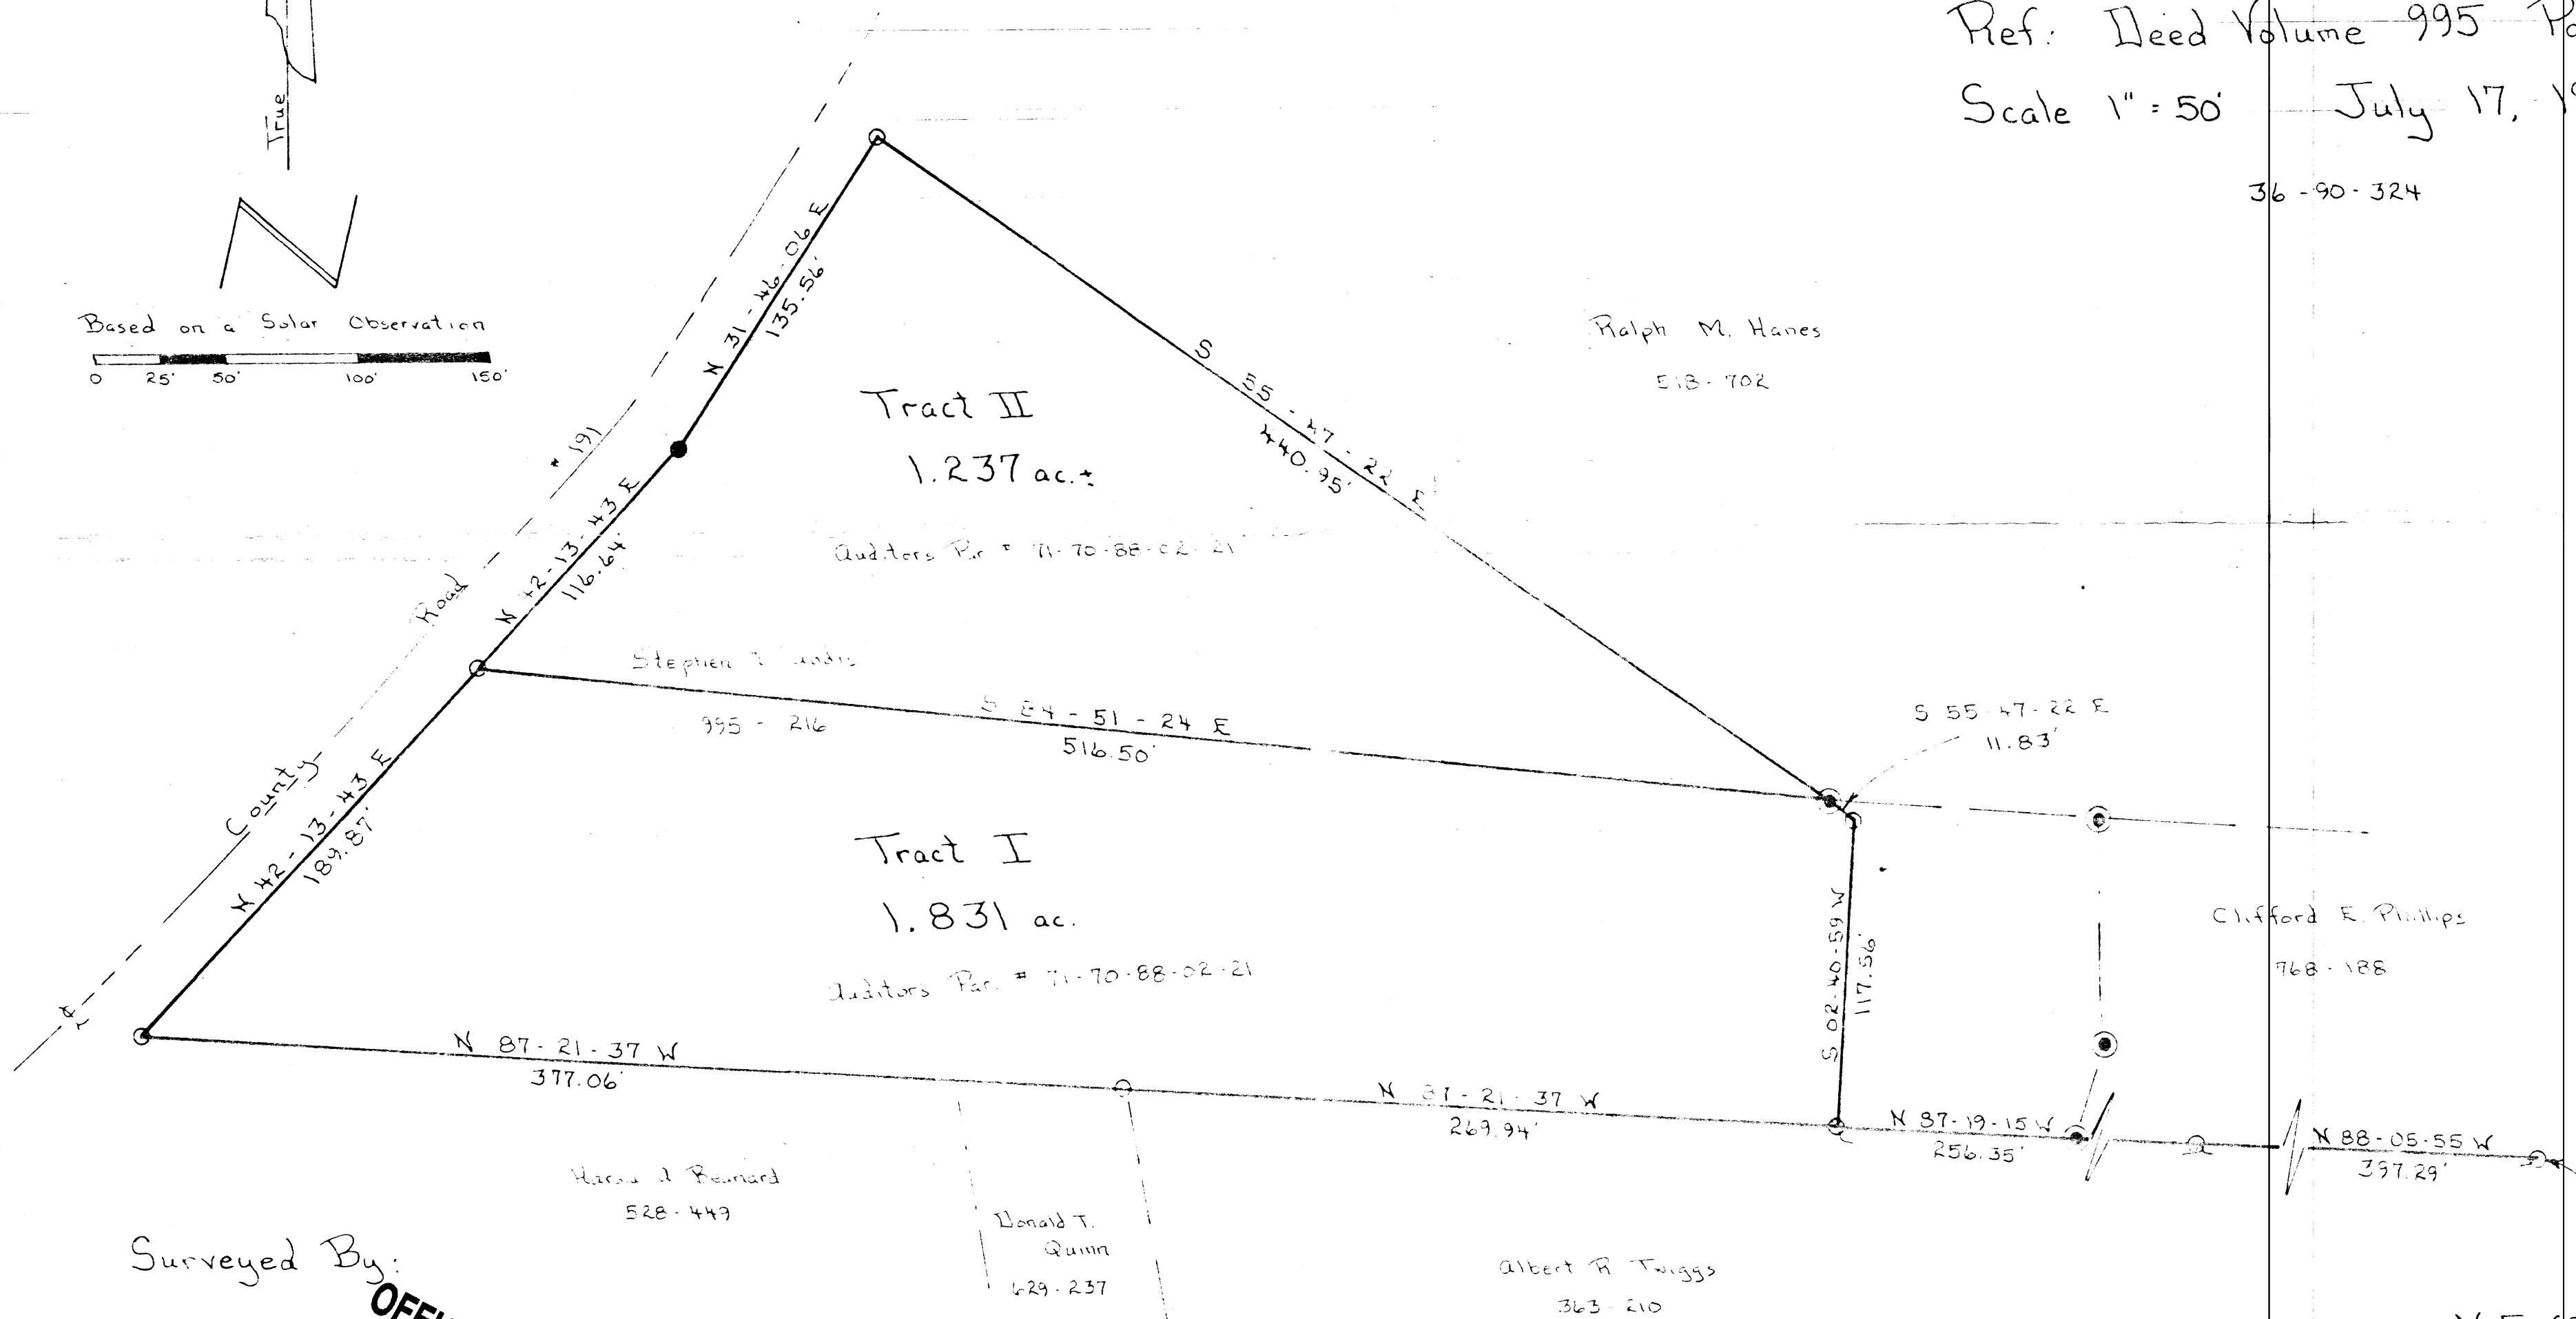 Ref: Deed Volume 995
Scale 1" = 50' July 17,
36-90-324
True
N
Based on a Solar Observation
0 25' 50' 100' 150'
N 31-46-06 E
135.56'
S 55-47-22 E
440.95'
Ralph M. Hanes
518-702
Tract II
1.237 ac.±
Auditors Par # 71-70-88-02-21
# 191
N 42-13-43 E
116.64'
County Road
Stephen
995 - 216
S 84-51-24 E
516.50'
S 55-47-22 E
11.83'
N 42-13-43 E
189.87'
Tract I
1.831 ac.
Auditors Par. # 71-70-88-02-21
S 02-40-59 W
117.56'
Clifford E. Phillips
768-188
℄
N 87-21-37 W
377.06'
N 87-21-37 W
269.94'
N 87-19-15 W
256.35'
N 88-05-55 W
397.29'
528-449
Donald T.
Quinn
629-237
Albert R Twiggs
363-210
Surveyed By: